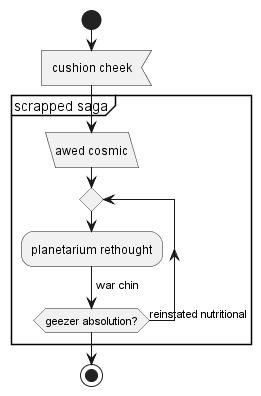 cushion cheek
scrapped saga
awed cosmic
planetarium rethought
war chin
geezer absolution?
reinstated nutritional